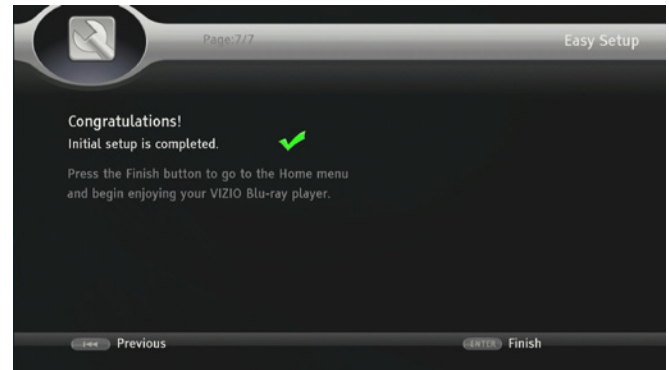 Page:7/7
Easy Setup
Congratulations!
Initial setup is completed.
Press the Finish button to go to the Home menu
and begin enjoying your VIZIO Blu-ray player.
Previous
ENTER Finish